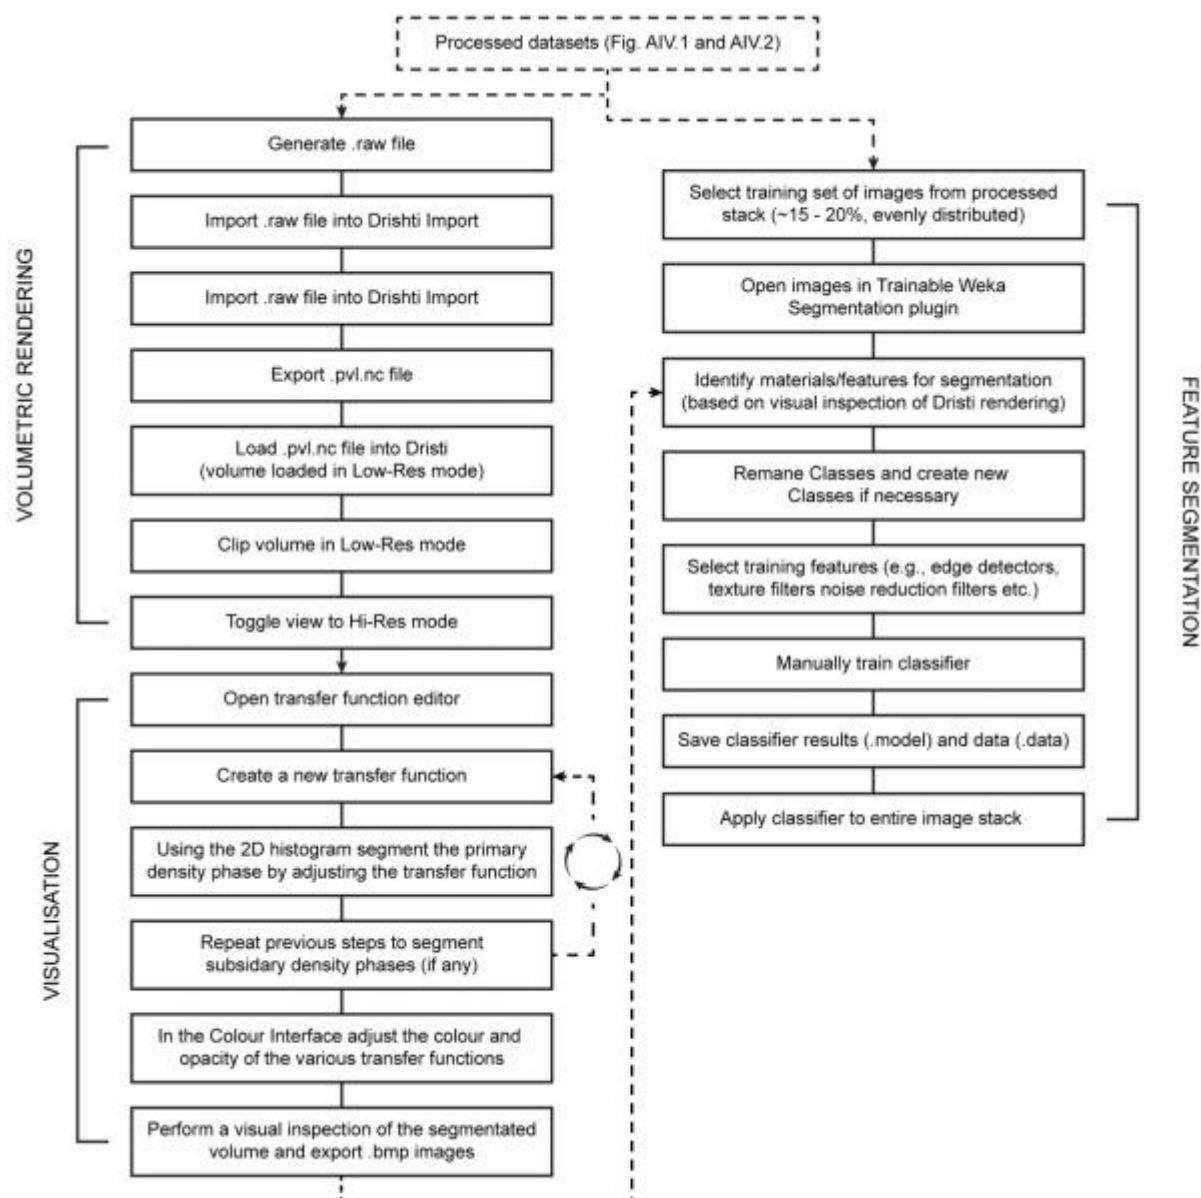 Processed datasets (Fig. AIV.1 and AIV.2)
VOLUMETRIC RENDERING
Generate .raw file
Import .raw file into Drishti Import
Import .raw file into Drishti Import
Export .pvl.nc file
Load .pvl.nc file into Dristi
(volume loaded in Low-Res mode)
Clip volume in Low-Res mode
Toggle view to Hi-Res mode
VISUALISATION
Open transfer function editor
Create a new transfer function
Using the 2D histogram segment the primary
density phase by adjusting the transfer function
Repeat previous steps to segment
subsidary density phases (if any)
In the Colour Interface adjust the colour and
opacity of the various transfer functions
Perform a visual inspection of the segmentated
volume and export .bmp images
FEATURE SEGMENTATION
Select training set of images from processed
stack (~15 - 20%, evenly distributed)
Open images in Trainable Weka
Segmentation plugin
Identify materials/features for segmentation
(based on visual inspection of Dristi rendering)
Remane Classes and create new
Classes if necessary
Select training features (e.g., edge detectors,
texture filters noise reduction filters etc.)
Manually train classifier
Save classifier results (.model) and data (.data)
Apply classifier to entire image stack